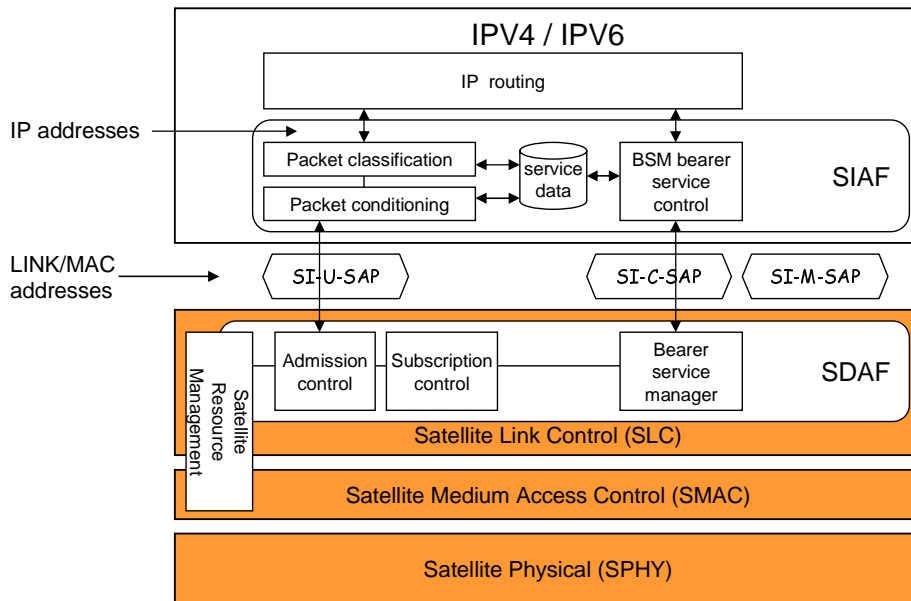 IPV4 / IPV6
IP routing
IP addresses
Packet classification
Packet conditioning
service
data
BSM bearer
service
control
SIAF
LINK/MAC
addresses
SI-U-SAP
SI-C-SAP
SI-M-SAP
Satellite
Resource
Management
Admission
control
Subscription
control
Bearer
service
manager
SDAF
Satellite Link Control (SLC)
Satellite Medium Access Control (SMAC)
Satellite Physical (SPHY)